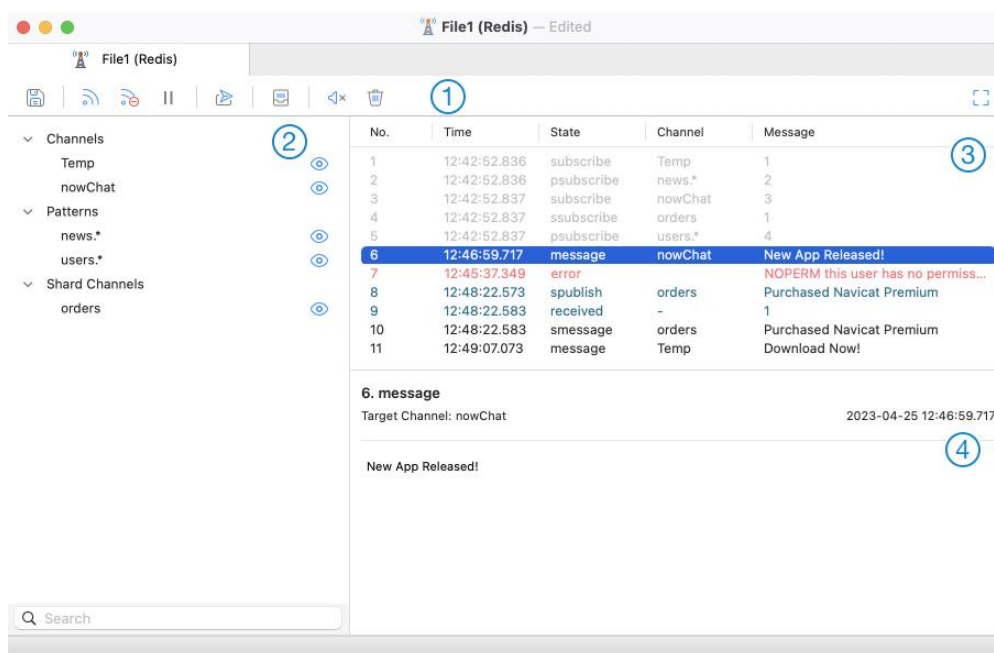 File1 (Redis) — Edited
File1 (Redis)
1
2
Channels
Temp
nowChat
Patterns
news.*
users.*
Shard Channels
orders
Search
No. Time State Channel Message
3
1 12:42:52.836 subscribe Temp 1
2 12:42:52.836 psubscribe news.* 2
3 12:42:52.837 subscribe nowChat 3
4 12:42:52.837 ssubscribe orders 1
5 12:42:52.837 psubscribe users.* 4
6 12:46:59.717 message nowChat New App Released!
7 12:45:37.349 error NOPERM this user has no permiss...
8 12:48:22.573 spublish orders Purchased Navicat Premium
9 12:48:22.583 received - 1
10 12:48:22.583 smessage orders Purchased Navicat Premium
11 12:49:07.073 message Temp Download Now!
6. message
Target Channel: nowChat 2023-04-25 12:46:59.717
4
New App Released!